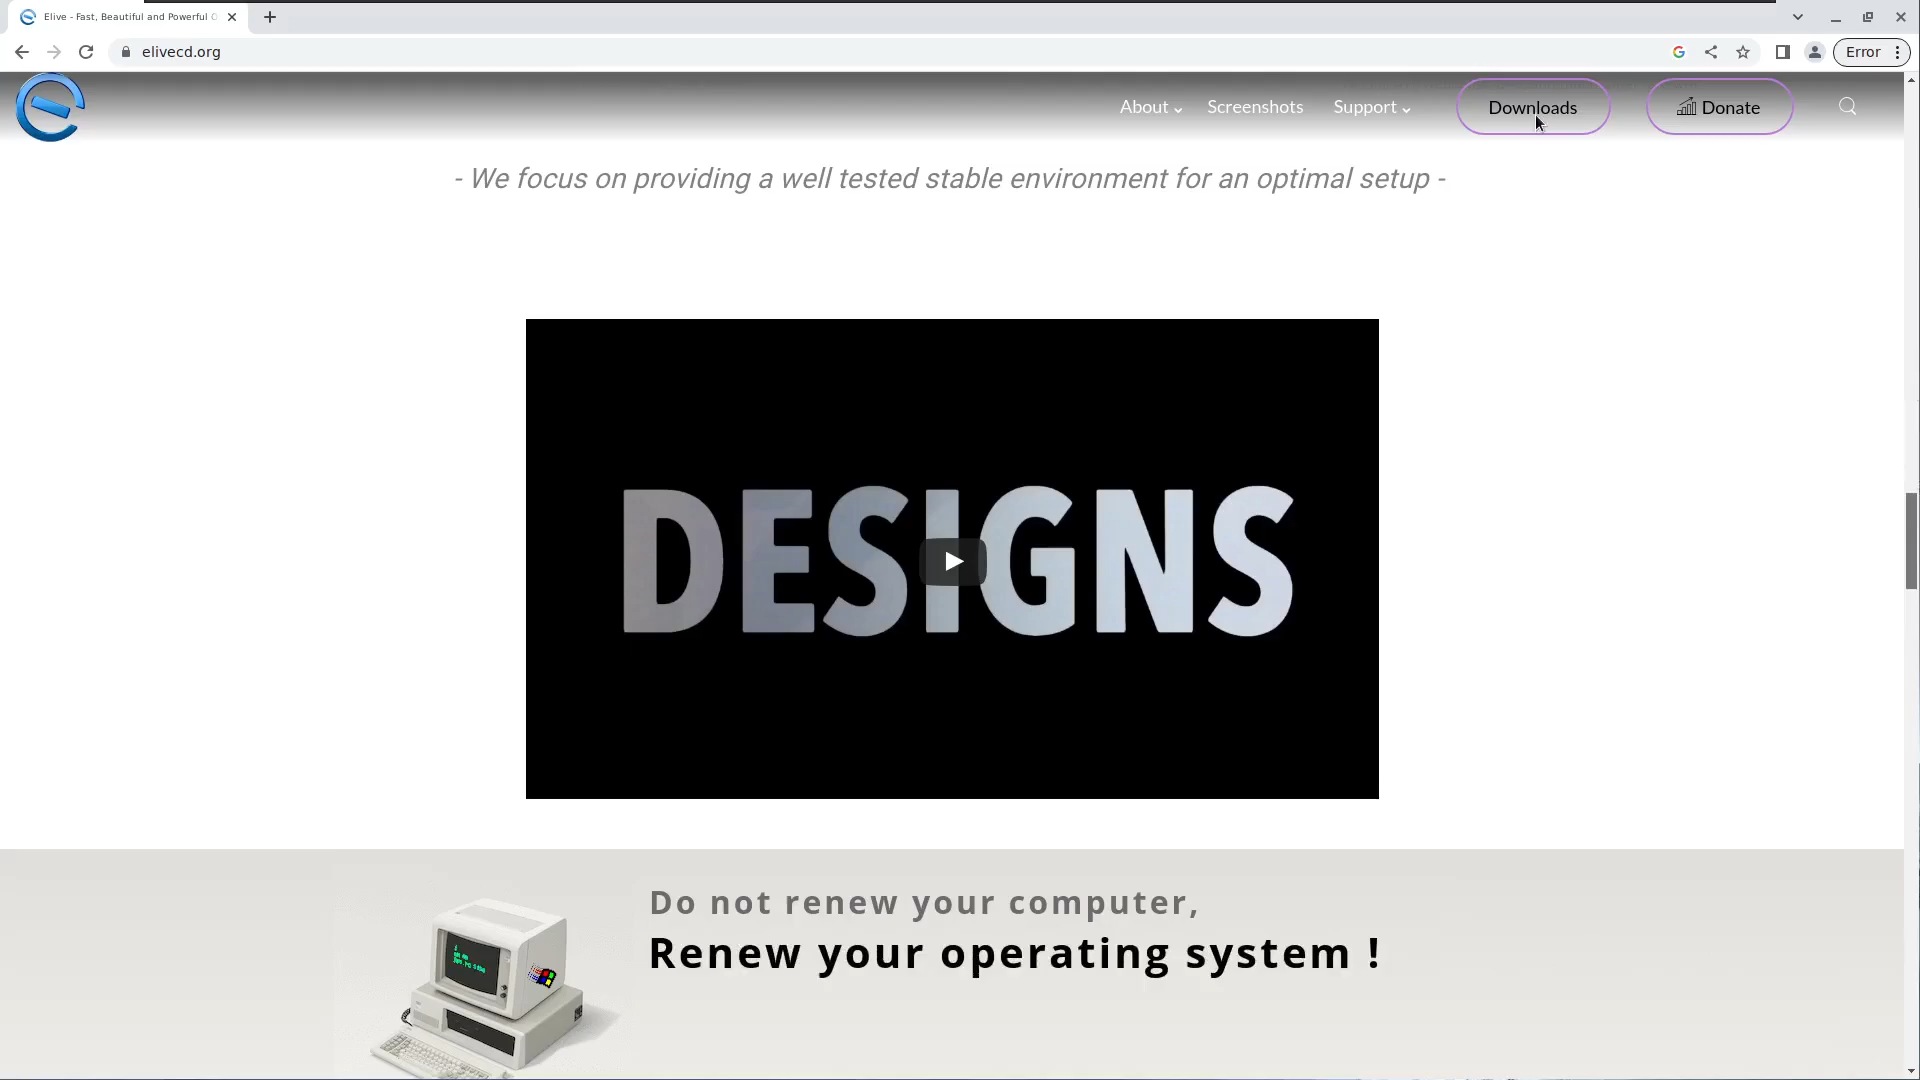 Elive - Fast, Beautiful and Powerful O
elivecd.org
Error
About
Screenshots
Support
Downloads
Donate
- We focus on providing a well tested stable environment for an optimal setup -
DESIGNS
Do not renew your computer,
Renew your operating system !